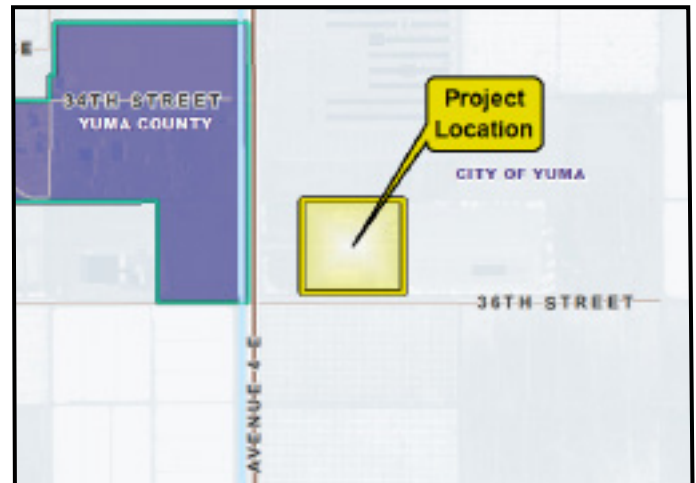 E
34TH STREET
YUMA COUNTY
Project
Location
CITY OF YUMA
36TH STREET
AVENUE 4 E